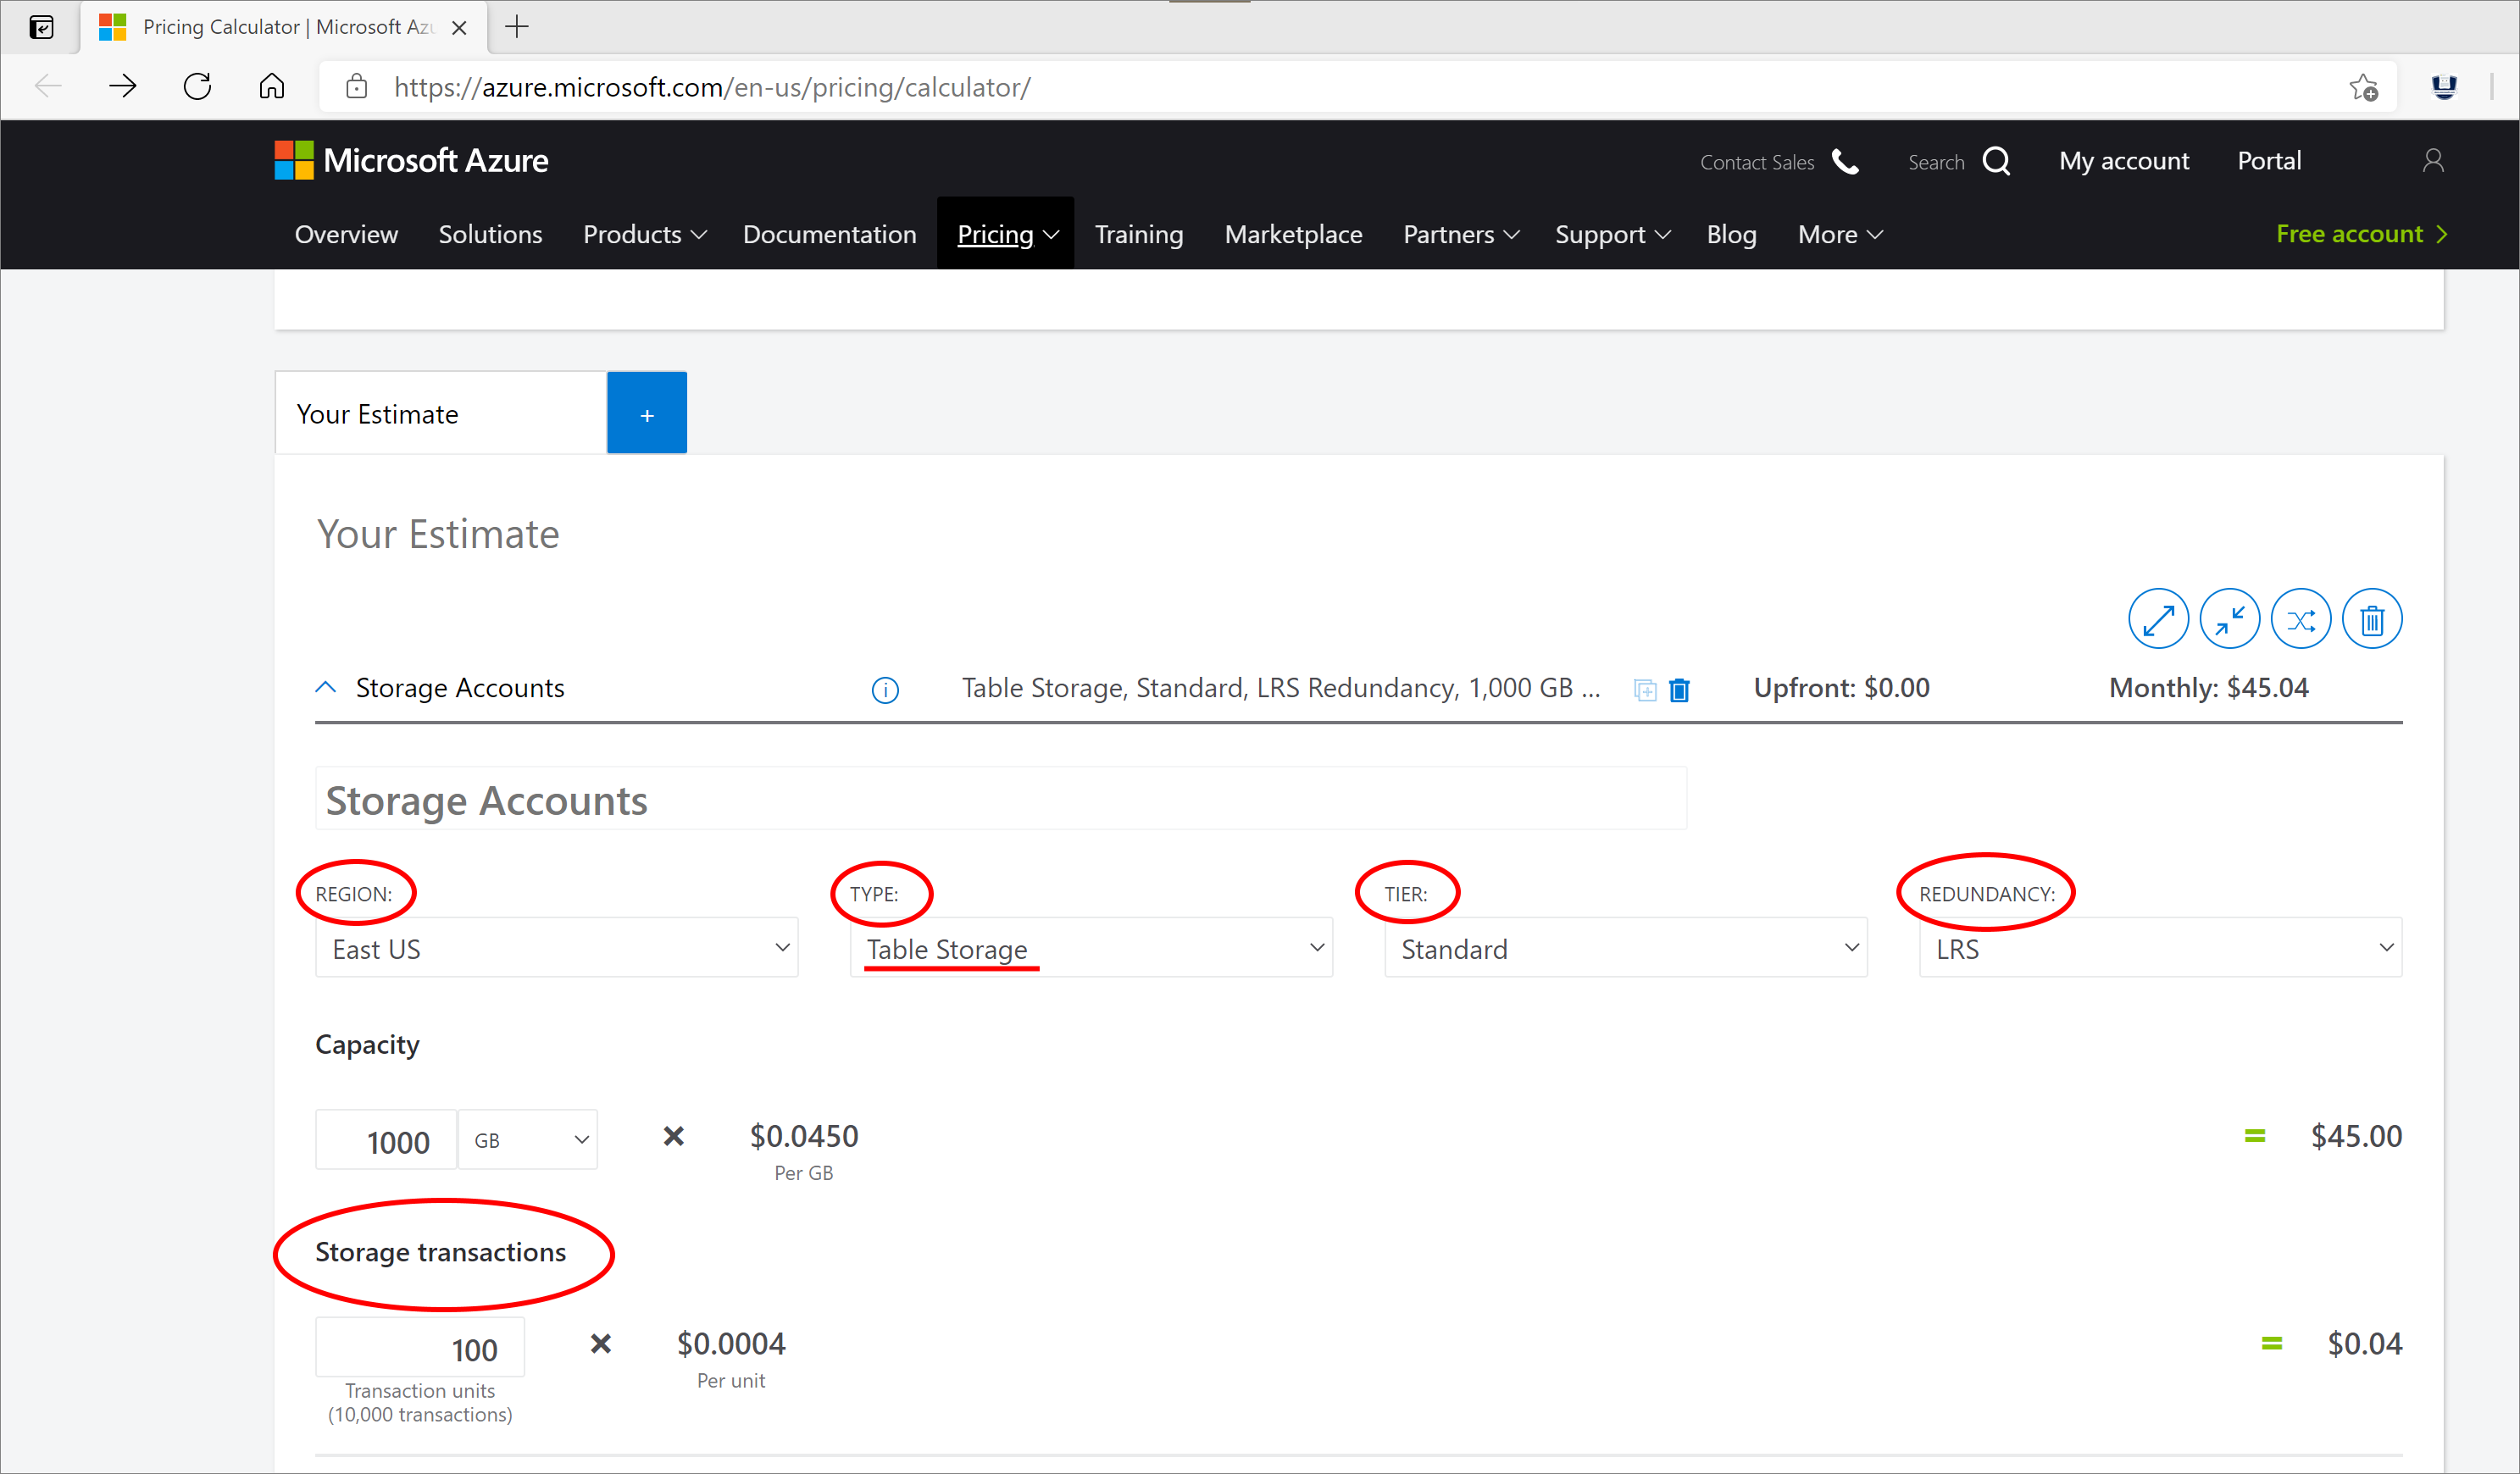 Pricing Calculator | Microsoft Azu
https://azure.microsoft.com/en-us/pricing/calculator/
Microsoft Azure
Contact Sales
Search
My account
Portal
Overview
Solutions
Products
Documentation
Pricing
Training
Marketplace
Partners
Support
Blog
More
Free account
Your Estimate
+
Your Estimate
Storage Accounts
Table Storage, Standard, LRS Redundancy, 1,000 GB ...
Upfront: $0.00
Monthly: $45.04
Storage Accounts
REGION:
TYPE:
TIER:
REDUNDANCY:
East US
Table Storage
Standard
LRS
Capacity
1000
GB
×
$0.0450
=
$45.00
Per GB
Storage transactions
100
×
$0.0004
=
$0.04
Transaction units
(10,000 transactions)
Per unit